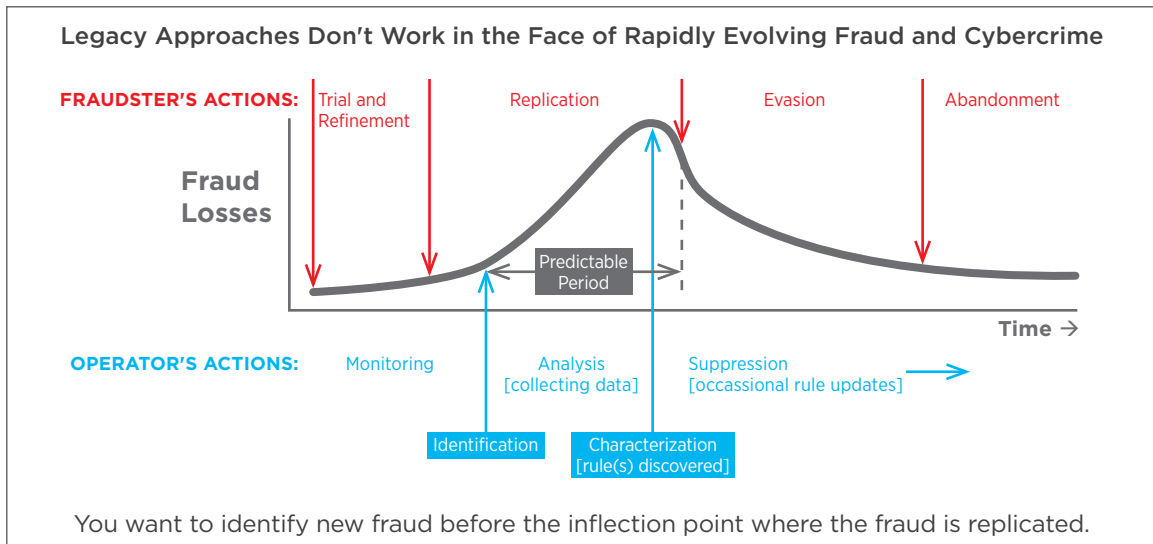 Legacy Approaches Don't Work in the Face of Rapidly Evolving Fraud and Cybercrime
FRAUDSTER'S ACTIONS:
Trial and
Refinement
Replication
Evasion
Abandonment
Fraud
Losses
Predictable
Period
Time →
OPERATOR'S ACTIONS:
Monitoring
Analysis
[collecting data]
Suppression
[occassional rule updates]
Identification
Characterization
[rule(s) discovered]
You want to identify new fraud before the inflection point where the fraud is replicated.